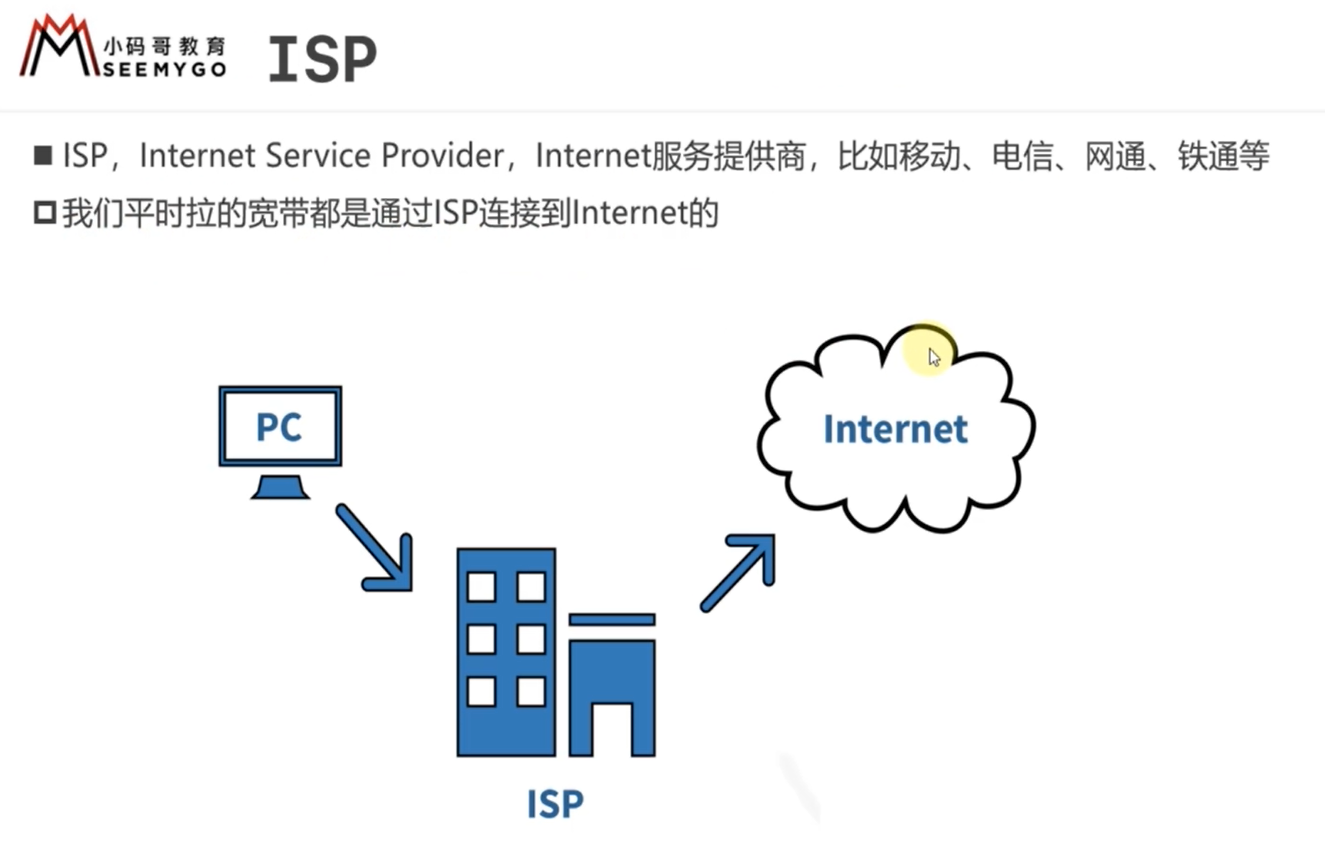 小码哥教育
SEEMYGO
ISP
ISP，Internet Service Provider，Internet服务提供商，比如移动、电信、网通、铁通等
我们平时拉的宽带都是通过ISP连接到Internet的
PC
Internet
ISP